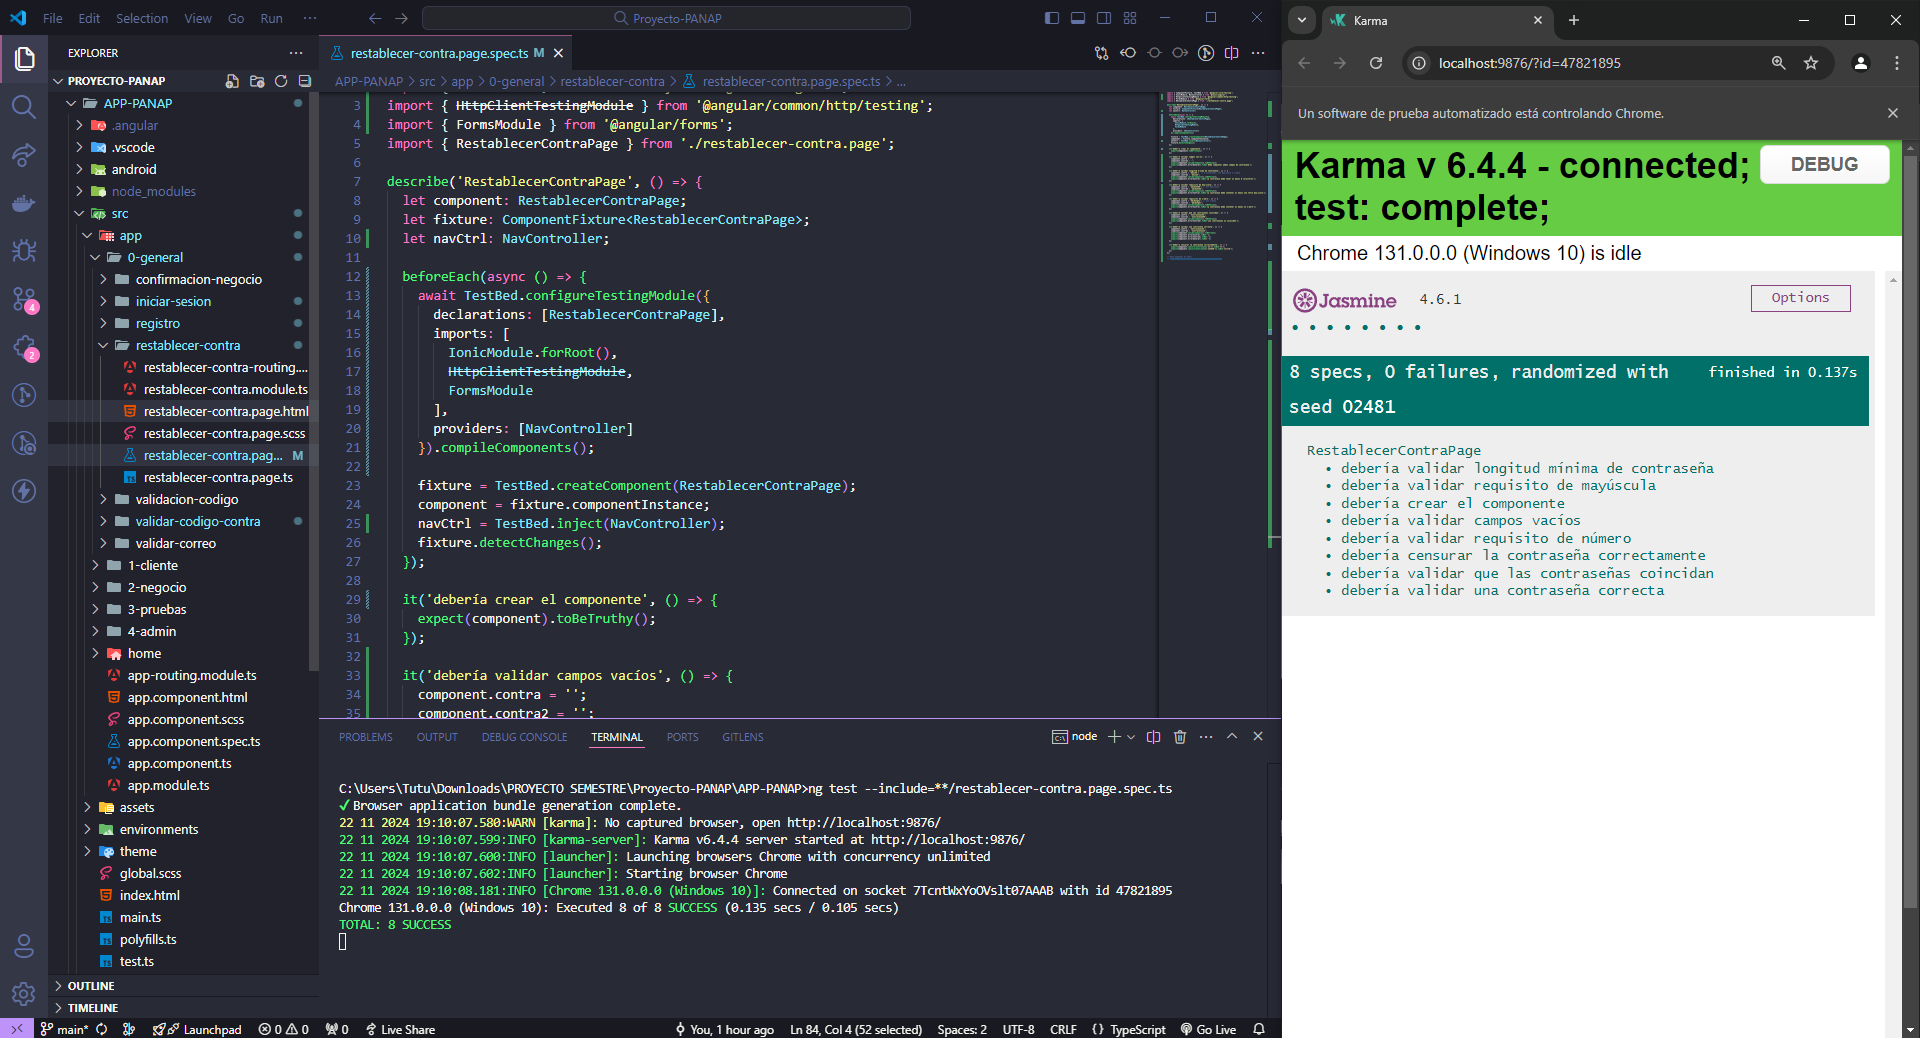 File Edit Selection View Go Run ···
Proyecto-PANAP
EXPLORER
PROYECTO-PANAP
APP-PANAP
.angular
.vscode
android
node_modules
src
app
0-general
confirmacion-negocio
iniciar-sesion
registro
restablecer-contra
restablecer-contra-routing....
restablecer-contra.module.ts
restablecer-contra.page.html
restablecer-contra.page.scss
restablecer-contra.pag... M
restablecer-contra.page.ts
validacion-codigo
validar-codigo-contra
validar-correo
1-cliente
2-negocio
3-pruebas
4-admin
home
app-routing.module.ts
app.component.html
app.component.scss
app.component.spec.ts
app.component.ts
app.module.ts
assets
environments
theme
global.scss
index.html
main.ts
polyfills.ts
test.ts
OUTLINE
TIMELINE
4
2
restablecer-contra.page.spec.ts M
APP-PANAP > src > app > 0-general > restablecer-contra > restablecer-contra.page.spec.ts > ...
3 import { HttpClientTestingModule } from '@angular/common/http/testing';
4 import { FormsModule } from '@angular/forms';
5 import { RestablecerContraPage } from './restablecer-contra.page';
6
7 describe('RestablecerContraPage', () => {
8 let component: RestablecerContraPage;
9 let fixture: ComponentFixture<RestablecerContraPage>;
10 let navCtrl: NavController;
11
12 beforeEach(async () => {
13 await TestBed.configureTestingModule({
14 declarations: [RestablecerContraPage],
15 imports: [
16 IonicModule.forRoot(),
17 HttpClientTestingModule,
18 FormsModule
19 ],
20 providers: [NavController]
21 }).compileComponents();
22
23 fixture = TestBed.createComponent(RestablecerContraPage);
24 component = fixture.componentInstance;
25 navCtrl = TestBed.inject(NavController);
26 fixture.detectChanges();
27 });
28
29 it('debería crear el componente', () => {
30 expect(component).toBeTruthy();
31 });
32
33 it('debería validar campos vacíos', () => {
34 component.contra = '';
35 component.contra2 = '';
PROBLEMS OUTPUT DEBUG CONSOLE TERMINAL PORTS GITLENS
node
C:\Users\Tutu\Downloads\PROYECTO SEMESTRE\Proyecto-PANAP\APP-PANAP>ng test --include=**/restablecer-contra.page.spec.ts
✓ Browser application bundle generation complete.
22 11 2024 19:10:07.580:WARN [karma]: No captured browser, open http://localhost:9876/
22 11 2024 19:10:07.599:INFO [karma-server]: Karma v6.4.4 server started at http://localhost:9876/
22 11 2024 19:10:07.600:INFO [launcher]: Launching browsers Chrome with concurrency unlimited
22 11 2024 19:10:07.602:INFO [launcher]: Starting browser Chrome
22 11 2024 19:10:08.181:INFO [Chrome 131.0.0.0 (Windows 10)]: Connected on socket 7TcntWxYoOVslt07AAAB with id 47821895
Chrome 131.0.0.0 (Windows 10): Executed 8 of 8 SUCCESS (0.135 secs / 0.105 secs)
TOTAL: 8 SUCCESS
main* Launchpad 0 0 0 Live Share You, 1 hour ago Ln 84, Col 4 (52 selected) Spaces: 2 UTF-8 CRLF {} TypeScript Go Live
Karma
localhost:9876/?id=47821895
Un software de prueba automatizado está controlando Chrome.
Karma v 6.4.4 - connected;
test: complete;
DEBUG
Chrome 131.0.0.0 (Windows 10) is idle
Jasmine 4.6.1
Options
8 specs, 0 failures, randomized with
seed 02481
finished in 0.137s
RestablecerContraPage
• debería validar longitud mínima de contraseña
• debería validar requisito de mayúscula
• debería crear el componente
• debería validar campos vacíos
• debería validar requisito de número
• debería censurar la contraseña correctamente
• debería validar que las contraseñas coincidan
• debería validar una contraseña correcta